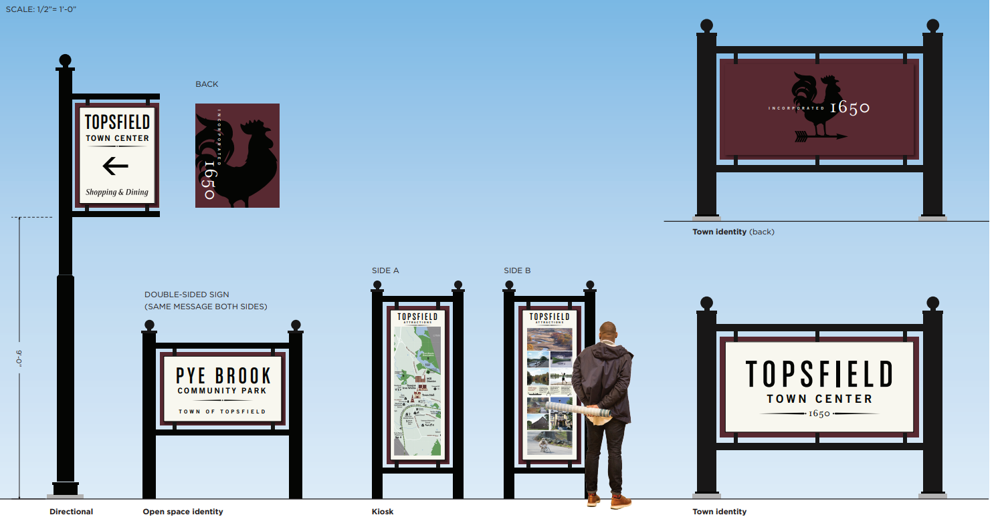 SCALE: 1/2”= 1’-0”
BACK
TOPSFIELD
TOWN CENTER
Shopping & Dining
INCORPORATED
1650
INCORPORATED 1650
Town identity (back)
9’-0”
DOUBLE-SIDED SIGN
(SAME MESSAGE BOTH SIDES)
PYE BROOK
COMMUNITY PARK
TOWN OF TOPSFIELD
SIDE A
TOPSFIELD
ATTRACTIONS
Town Hall
SIDE B
TOPSFIELD
ATTRACTIONS
TOPSFIELD
TOWN CENTER
1650
Directional
Open space identity
Kiosk
Town identity